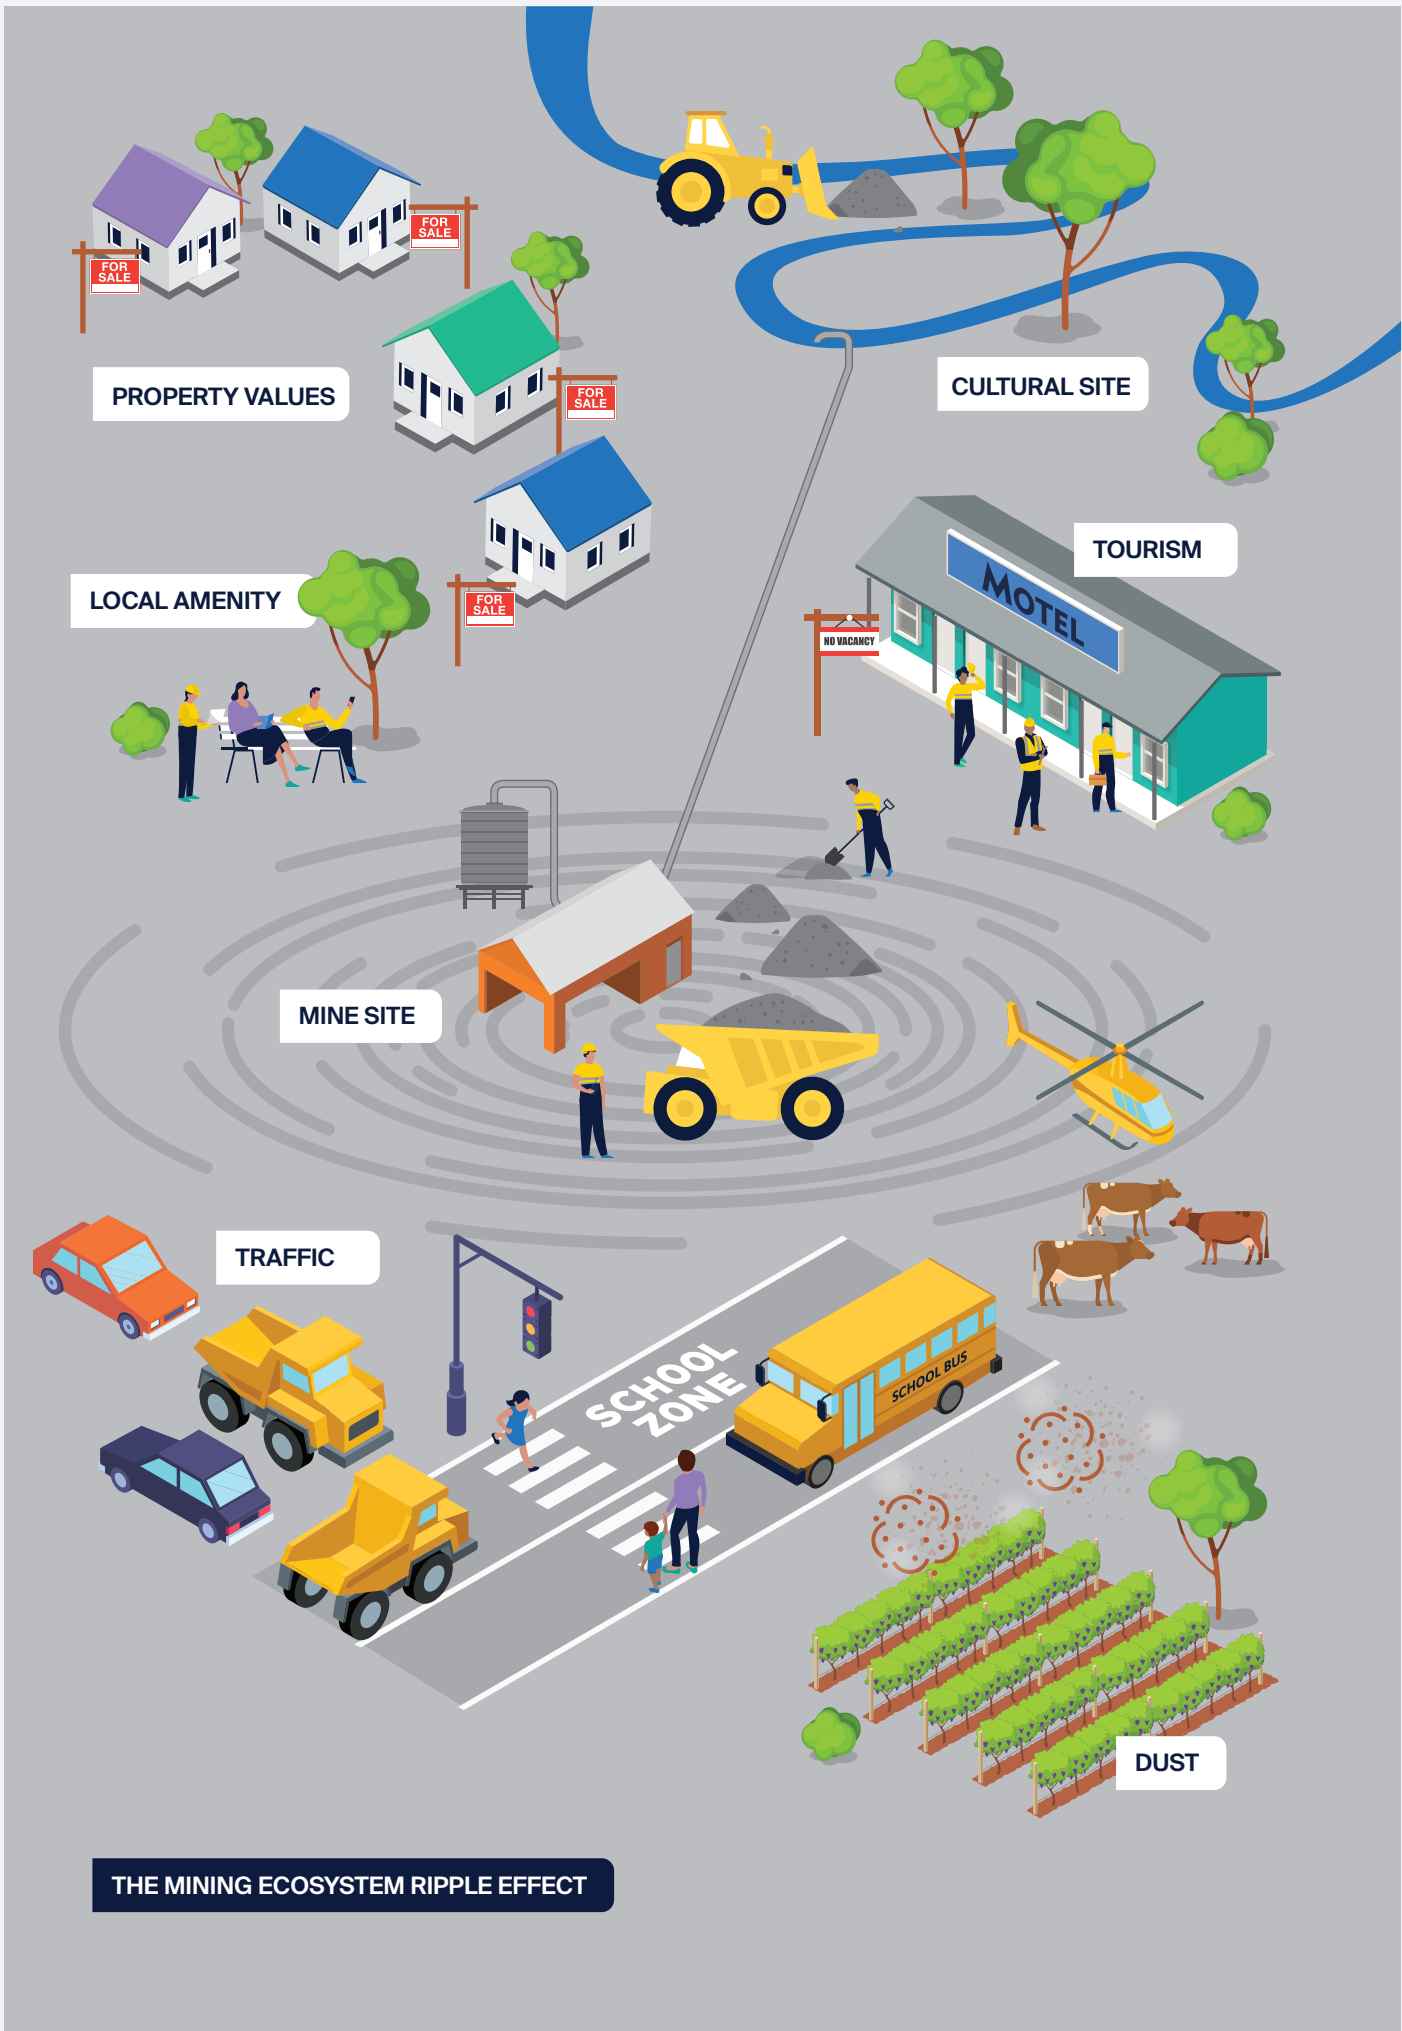 FOR
SALE
FOR
SALE
PROPERTY VALUES
CULTURAL SITE
FOR
SALE
TOURISM
MOTEL
LOCAL AMENITY
FOR
SALE
NO VACANCY
MINE SITE
TRAFFIC
SCHOOL
ZONE
SCHOOL BUS
DUST
THE MINING ECOSYSTEM RIPPLE EFFECT